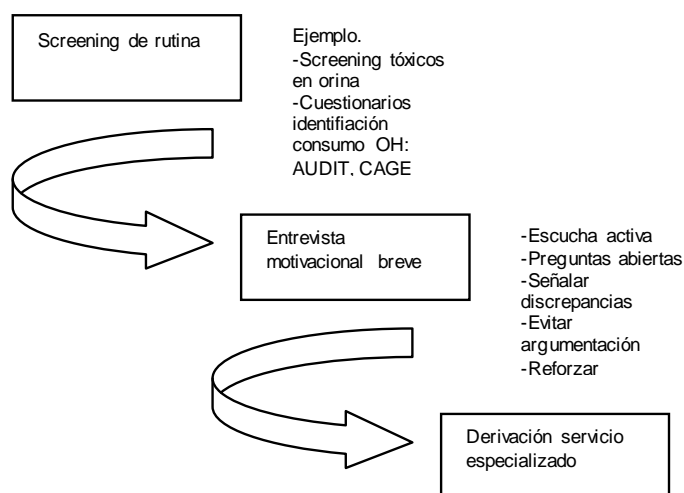 Screening de rutina
Ejemplo.
-Screening tóxicos
en orina
-Cuestionarios
identifiación
consumo OH:
AUDIT, CAGE
Entrevista
motivacional breve
-Escucha activa
-Preguntas abiertas
-Señalar
discrepancias
-Evitar
argumentación
-Reforzar
Derivación servicio
especializado